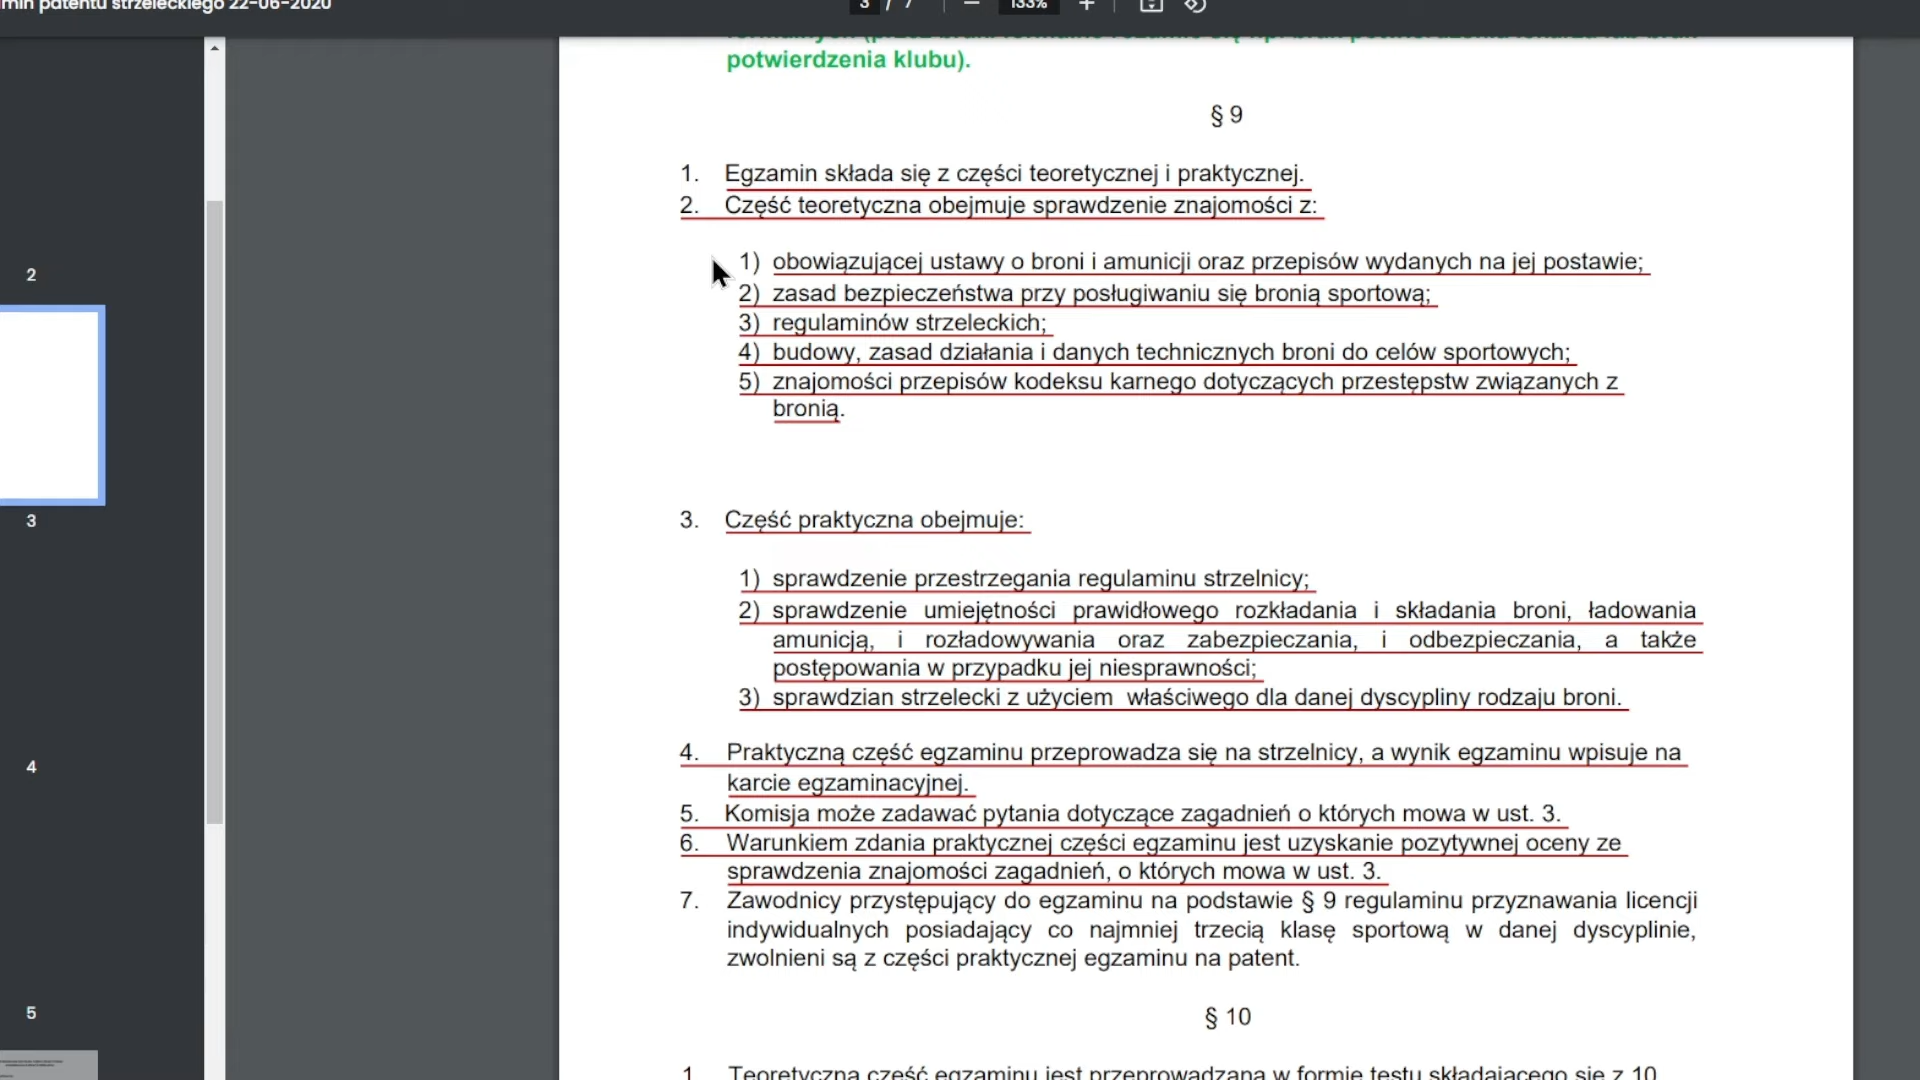 min patentu strzeleckiego 22-06-2020
3 / 7
133%
potwierdzenia klubu).
§ 9
1. Egzamin składa się z części teoretycznej i praktycznej.
2. Część teoretyczna obejmuje sprawdzenie znajomości z:
1) obowiązującej ustawy o broni i amunicji oraz przepisów wydanych na jej postawie;
2) zasad bezpieczeństwa przy posługiwaniu się bronią sportową;
3) regulaminów strzeleckich;
4) budowy, zasad działania i danych technicznych broni do celów sportowych;
5) znajomości przepisów kodeksu karnego dotyczących przestępstw związanych z
bronią.
3. Część praktyczna obejmuje:
1) sprawdzenie przestrzegania regulaminu strzelnicy;
2) sprawdzenie umiejętności prawidłowego rozkładania i składania broni, ładowania
amunicją, i rozładowywania oraz zabezpieczania, i odbezpieczania, a także
postępowania w przypadku jej niesprawności;
3) sprawdzian strzelecki z użyciem właściwego dla danej dyscypliny rodzaju broni.
4. Praktyczną część egzaminu przeprowadza się na strzelnicy, a wynik egzaminu wpisuje na
karcie egzaminacyjnej.
5. Komisja może zadawać pytania dotyczące zagadnień o których mowa w ust. 3.
6. Warunkiem zdania praktycznej części egzaminu jest uzyskanie pozytywnej oceny ze
sprawdzenia znajomości zagadnień, o których mowa w ust. 3.
7. Zawodnicy przystępujący do egzaminu na podstawie § 9 regulaminu przyznawania licencji
indywidualnych posiadający co najmniej trzecią klasę sportową w danej dyscyplinie,
zwolnieni są z części praktycznej egzaminu na patent.
§ 10
1. Teoretyczna część egzaminu jest przeprowadzana w formie testu składającego się z 10
2
3
4
5